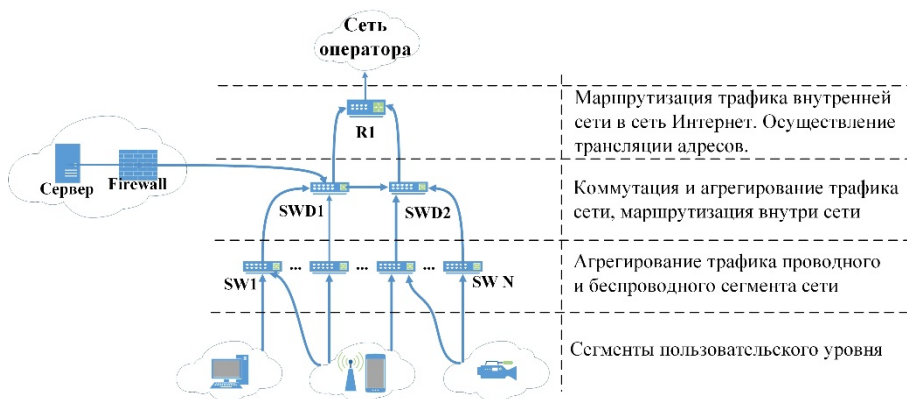 Сеть
оператора
R1
Маршрутизация трафика внутренней
сети в сеть Интернет. Осуществление
трансляции адресов.
Сервер
Firewall
SWD1
SWD2
Коммутация и агрегирование трафика
сети, маршрутизация внутри сети
SW1
...
...
...
SW N
Агрегирование трафика проводного
и беспроводного сегмента сети
Сегменты пользовательского уровня